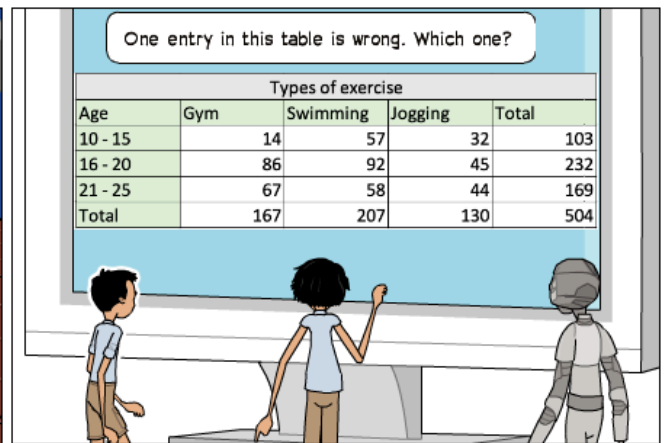 One entry in this table is wrong. Which one?
Types of exercise
Age Gym Swimming Jogging Total
10 - 15 14 57 32 103
16 - 20 86 92 45 232
21 - 25 67 58 44 169
Total 167 207 130 504